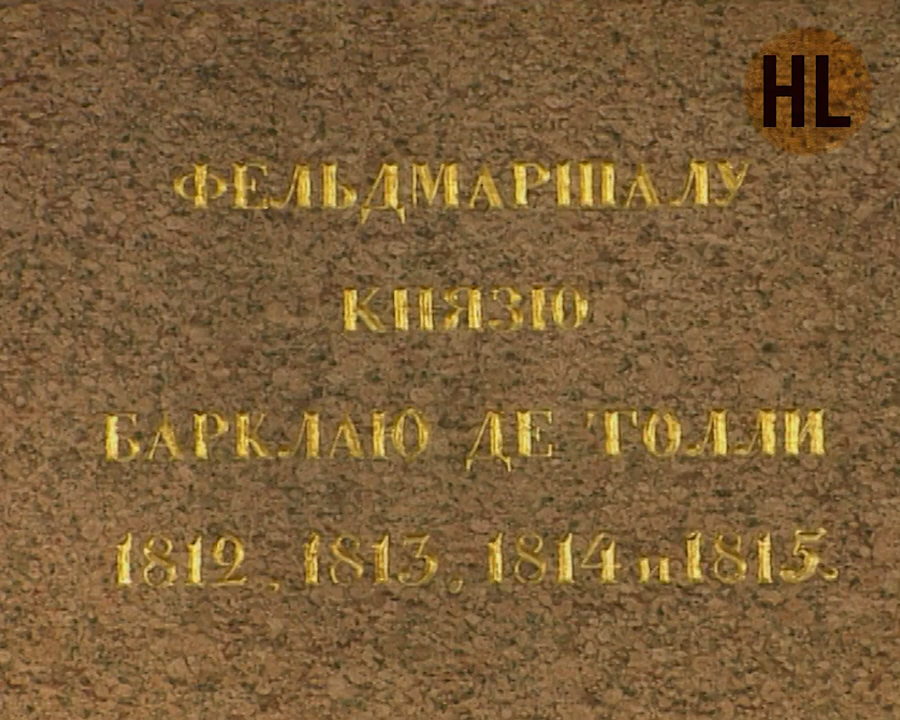 HL
ФЕЛЬДМАРШАЛУ
КНЯЗЮ
БАРКЛАЮ ДЕ ТОЛЛИ
1812, 1813, 1814 и 1815.